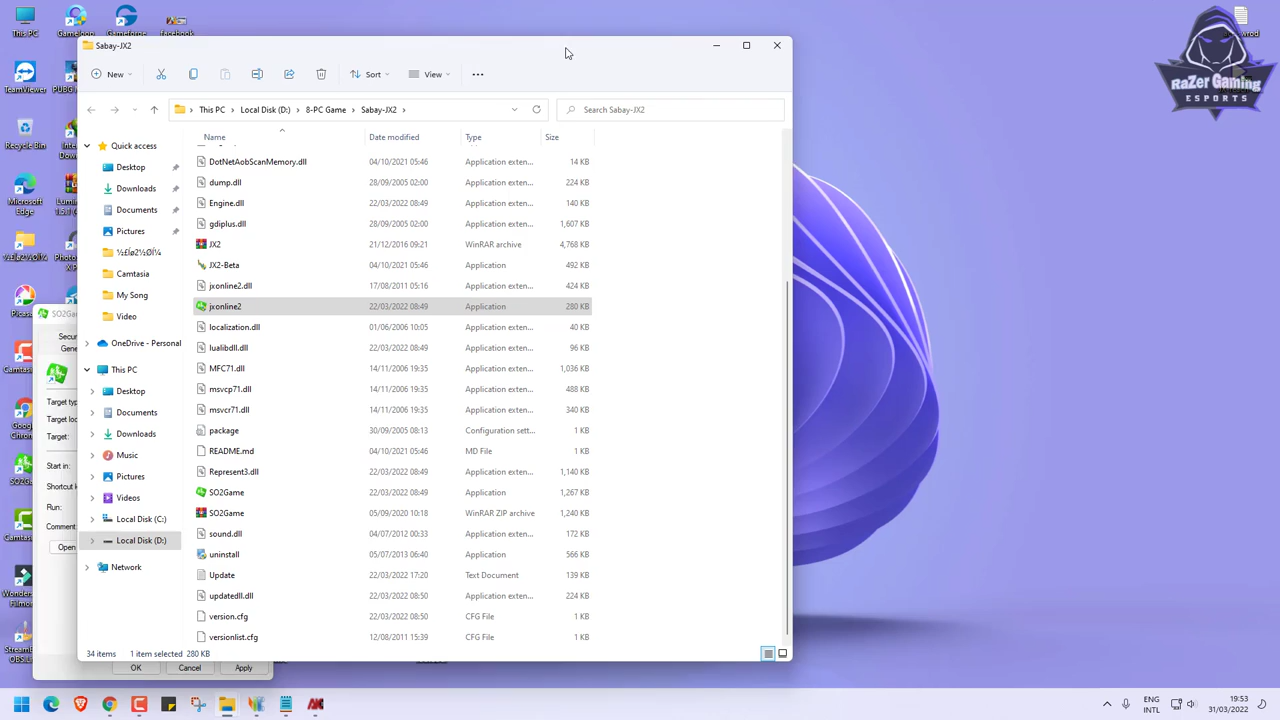 This PC
Gameloop
Gameforge
facebook
Sabay-JX2
New
Sort
View
This PC
Local Disk (D:)
8-PC Game
Sabay-JX2
Search Sabay-JX2
Name
Date modified
Type
Size
DotNetAobScanMemory.dll 04/10/2021 05:46 Application exten... 14 KB
dump.dll 28/09/2005 02:00 Application exten... 224 KB
Engine.dll 22/03/2022 08:49 Application exten... 140 KB
gdiplus.dll 28/09/2005 02:00 Application exten... 1,607 KB
JX2 21/12/2016 09:21 WinRAR archive 4,768 KB
JX2-Beta 04/10/2021 05:46 Application 492 KB
jxonline2.dll 17/08/2011 05:16 Application exten... 424 KB
jxonline2 22/03/2022 08:49 Application 280 KB
localization.dll 01/06/2006 10:05 Application exten... 40 KB
lualibdll.dll 22/03/2022 08:49 Application exten... 96 KB
MFC71.dll 14/11/2006 19:35 Application exten... 1,036 KB
msvcp71.dll 14/11/2006 19:35 Application exten... 488 KB
msvcr71.dll 14/11/2006 19:35 Application exten... 340 KB
package 30/09/2005 08:13 Configuration sett... 1 KB
README.md 04/10/2021 05:46 MD File 1 KB
Represent3.dll 22/03/2022 08:49 Application exten... 1,140 KB
SO2Game 22/03/2022 08:49 Application 1,267 KB
SO2Game 05/09/2020 10:18 WinRAR ZIP archive 1,240 KB
sound.dll 04/07/2012 00:33 Application exten... 172 KB
uninstall 05/07/2013 06:40 Application 566 KB
Update 22/03/2022 17:20 Text Document 139 KB
updatedll.dll 22/03/2022 08:50 Application exten... 224 KB
version.cfg 22/03/2022 08:50 CFG File 1 KB
versionlist.cfg 12/08/2011 15:39 CFG File 1 KB
Quick access
Desktop
Downloads
Documents
Pictures
½£Íø2½ØÍ¼
Camtasia
My Song
Video
OneDrive - Personal
This PC
Desktop
Documents
Downloads
Music
Pictures
Videos
Local Disk (C:)
Local Disk (D:)
Network
34 items
1 item selected 280 KB
TeamViewer
Recycle Bin
Microsoft
Edge
Target:
Start in:
Run:
Comment:
Open
OK
Cancel
Apply
RaZer Gaming
ESPORTS
ENG
INTL
19:53
31/03/2022